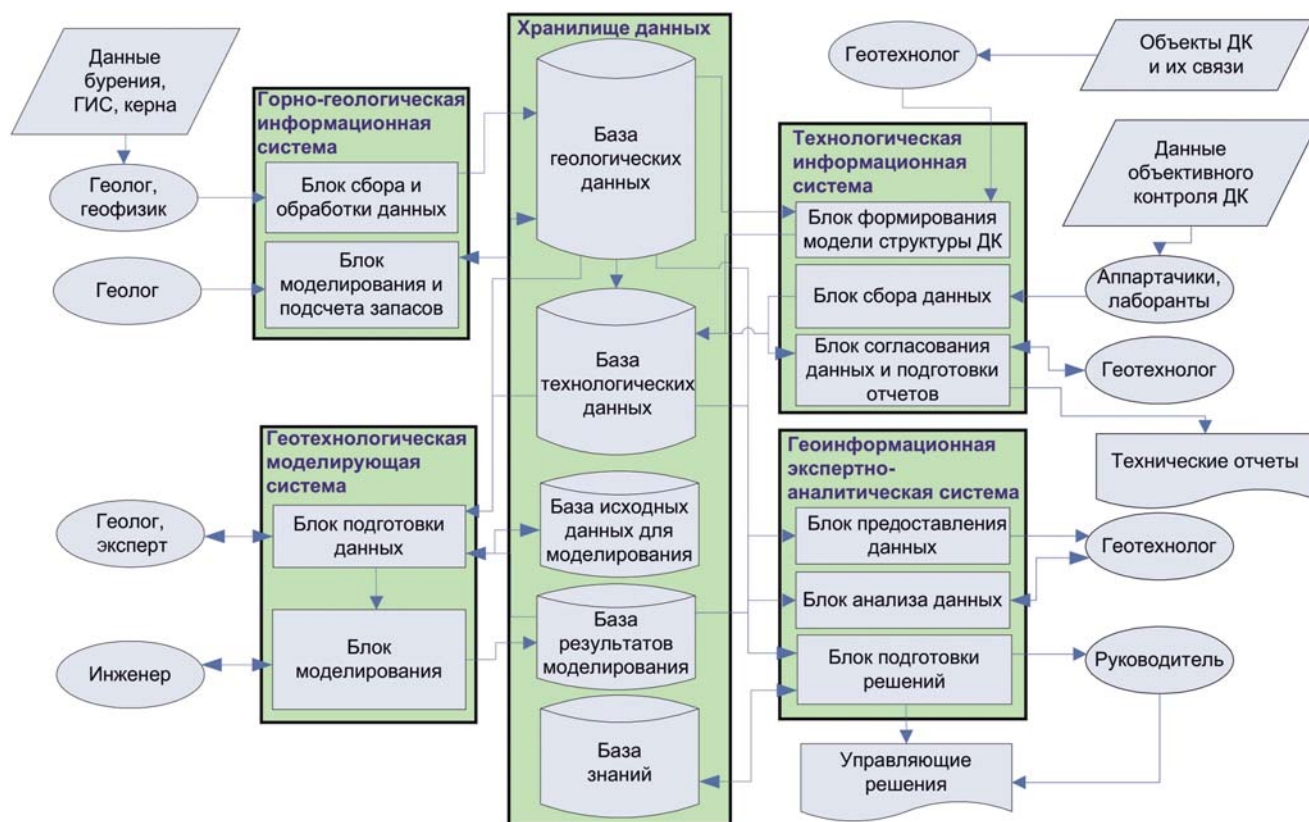 Данные
бурения,
ГИС, керна
Геолог,
геофизик
Геолог
Горно-геологическая
информационная
система
Блок сбора и
обработки данных
Блок
моделирования и
подсчета запасов
Геотехнологическая
моделирующая
система
Геолог,
эксперт
Блок подготовки
данных
Инженер
Блок
моделирования
Хранилище данных
База
геологических
данных
База
технологических
данных
База исходных
данных для
моделирования
База
результатов
моделирования
База
знаний
Геотехнолог
Объекты ДК
и их связи
Технологическая
информационная
система
Блок формирования
модели структуры ДК
Блок сбора данных
Блок согласования
данных и подготовки
отчетов
Данные
объективного
контроля ДК
Аппартачики,
лаборанты
Геотехнолог
Технические отчеты
Геоинформационная
экспертно-
аналитическая система
Блок предоставления
данных
Блок анализа данных
Блок подготовки
решений
Геотехнолог
Руководитель
Управляющие
решения